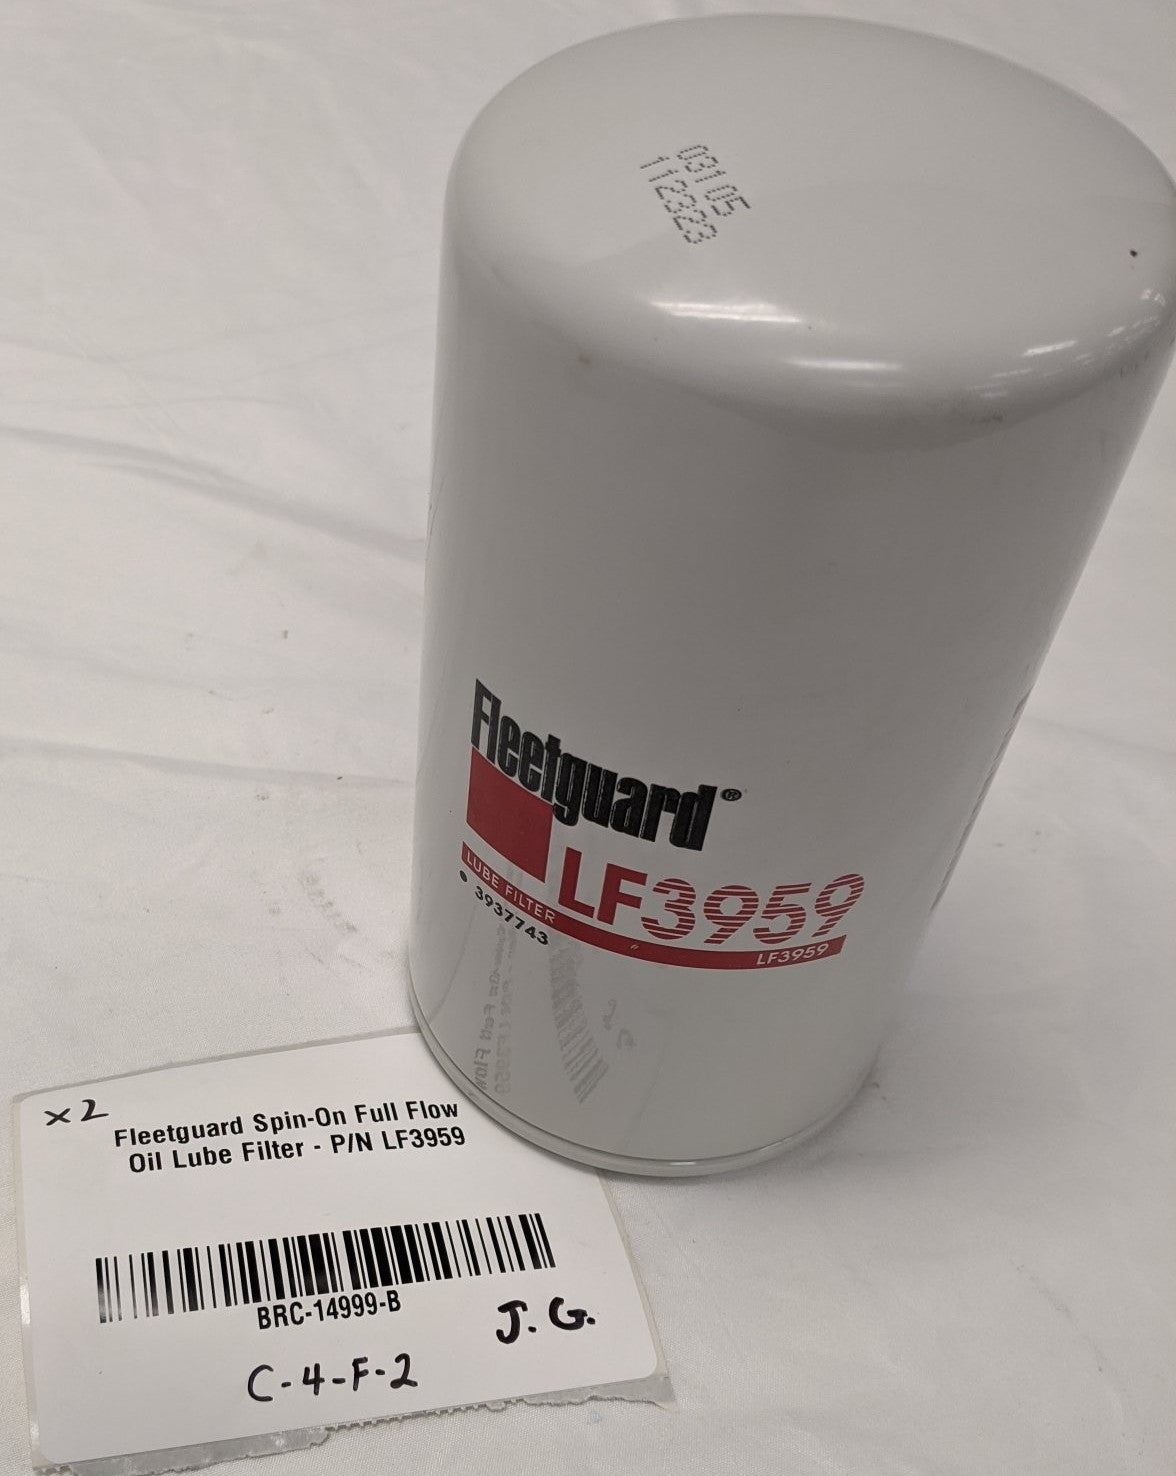 03105
112323
Fleetguard®
LF3959
LUBE FILTER
LF3959
• 3937743
x2
Fleetguard Spin-On Full Flow
Oil Lube Filter - P/N LF3959
BRC-14999-B
J.G.
C-4-F-2